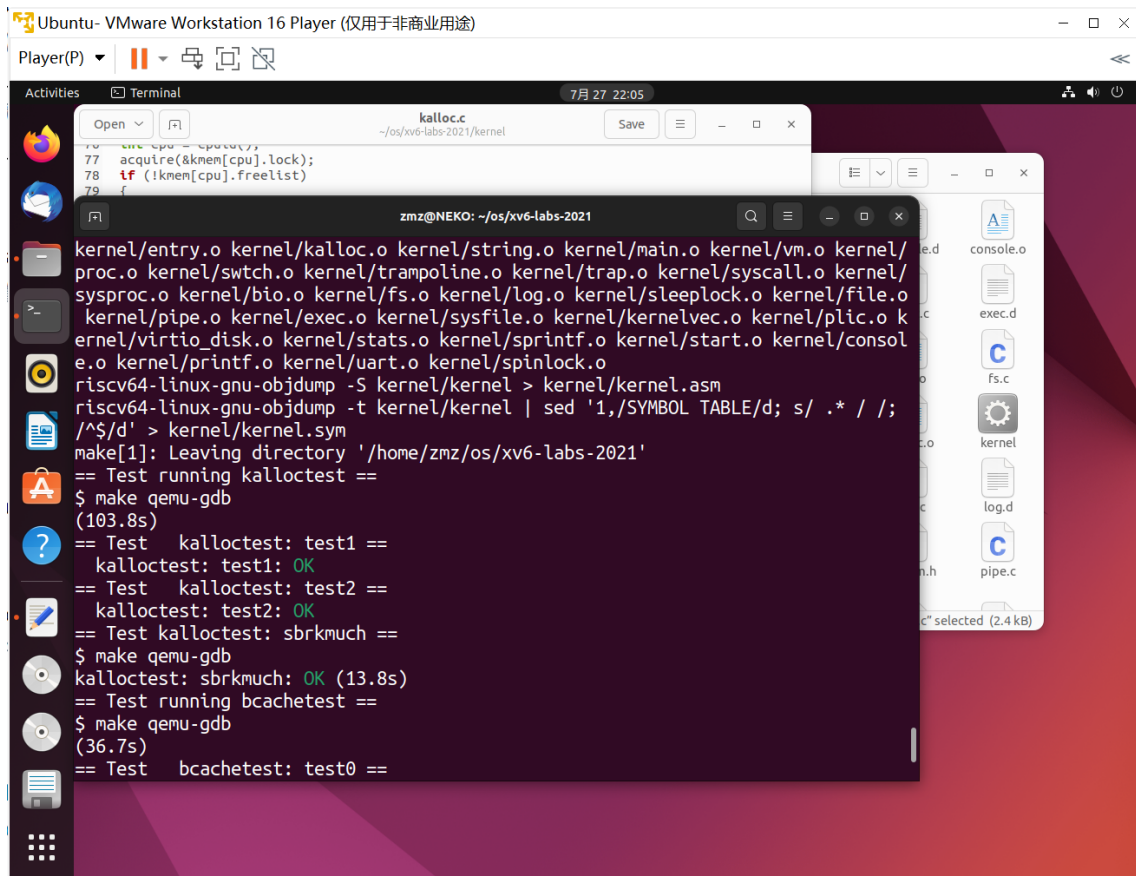 Ubuntu- VMware Workstation 16 Player (仅用于非商业用途)
Player(P)
Activities
Terminal
7月 27 22:05
Open
kalloc.c
~/os/xv6-labs-2021/kernel
Save
77 acquire(&kmem[cpu].lock);
78 if (!kmem[cpu].freelist)
79 {
zmz@NEKO: ~/os/xv6-labs-2021
kernel/entry.o kernel/kalloc.o kernel/string.o kernel/main.o kernel/vm.o kernel/
proc.o kernel/swtch.o kernel/trampoline.o kernel/trap.o kernel/syscall.o kernel/
sysproc.o kernel/bio.o kernel/fs.o kernel/log.o kernel/sleeplock.o kernel/file.o
kernel/pipe.o kernel/exec.o kernel/sysfile.o kernel/kernelvec.o kernel/plic.o k
ernel/virtio_disk.o kernel/stats.o kernel/sprintf.o kernel/start.o kernel/consol
e.o kernel/printf.o kernel/uart.o kernel/spinlock.o
riscv64-linux-gnu-objdump -S kernel/kernel > kernel/kernel.asm
riscv64-linux-gnu-objdump -t kernel/kernel | sed '1,/SYMBOL TABLE/d; s/ .* / /;
/^$/d' > kernel/kernel.sym
make[1]: Leaving directory '/home/zmz/os/xv6-labs-2021'
== Test running kalloctest ==
$ make qemu-gdb
(103.8s)
== Test   kalloctest: test1 ==
  kalloctest: test1: OK
== Test   kalloctest: test2 ==
  kalloctest: test2: OK
== Test kalloctest: sbrkmuch ==
$ make qemu-gdb
kalloctest: sbrkmuch: OK (13.8s)
== Test running bcachetest ==
$ make qemu-gdb
(36.7s)
== Test   bcachetest: test0 ==
e.d
console.o
.c
exec.d
fs.c
c.o
kernel
log.d
n.h
pipe.c
c" selected (2.4 kB)